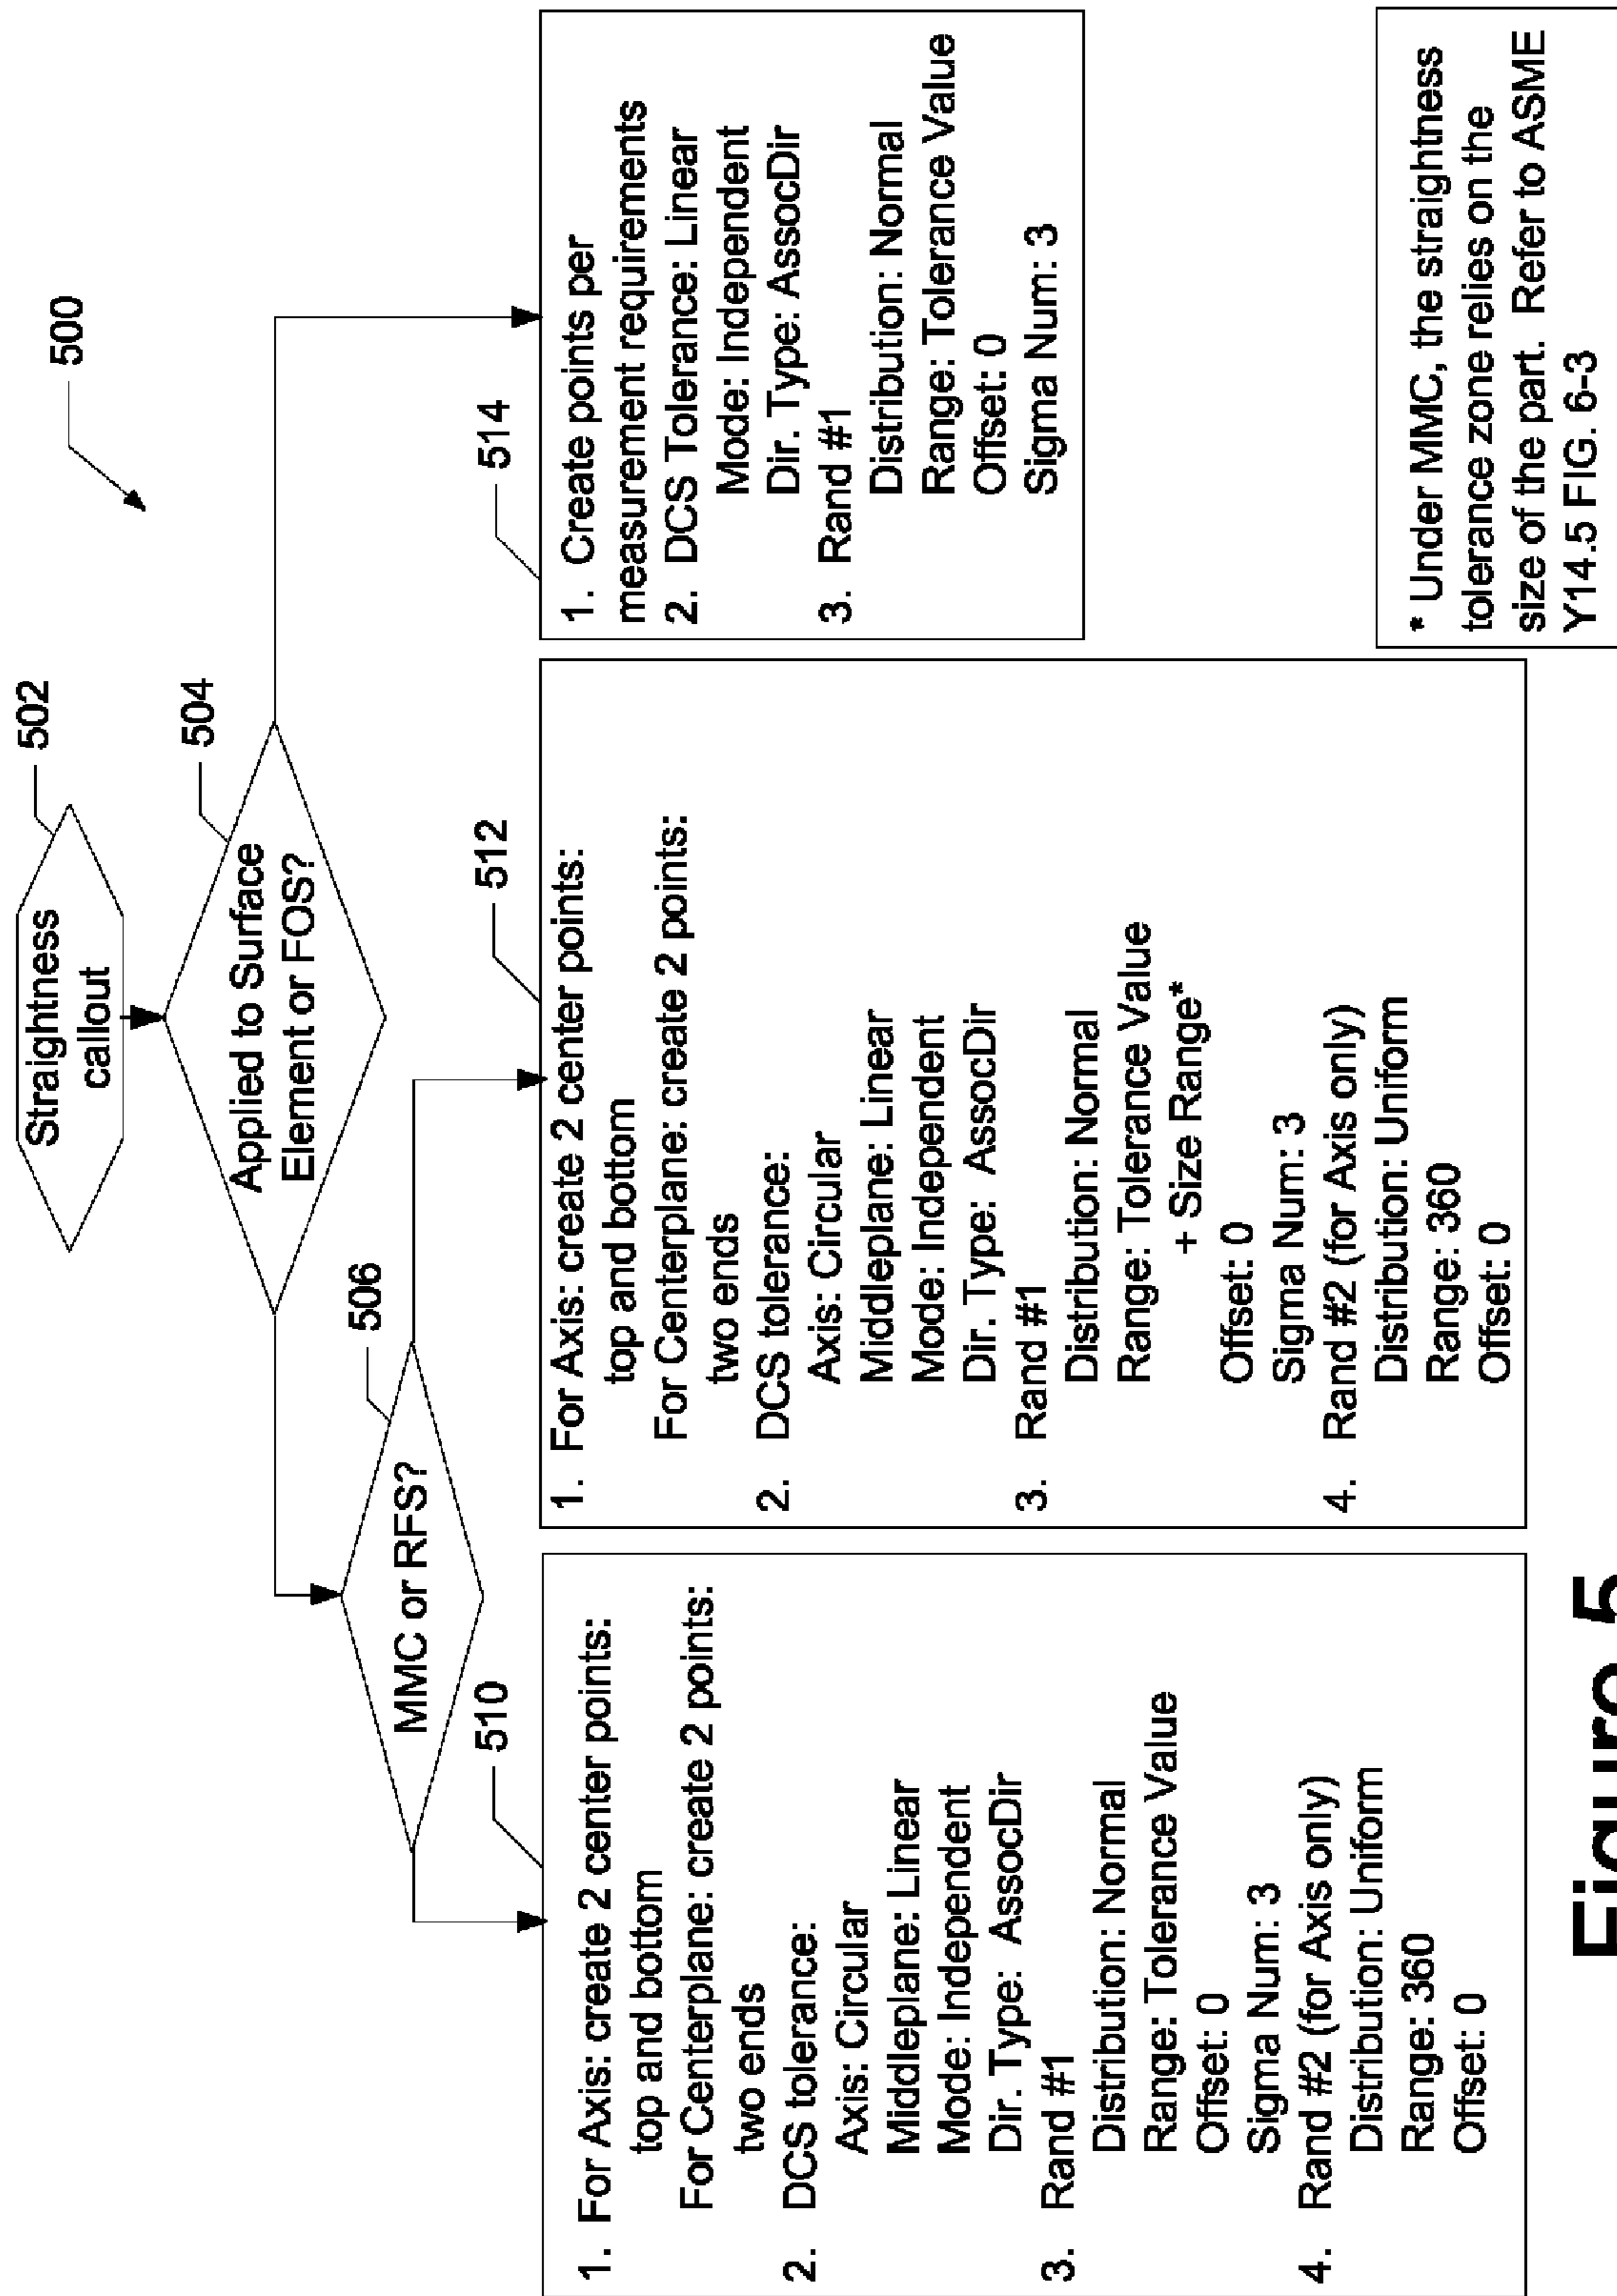 500
502
Straightness
callout
504
Applied to Surface
Element or FOS?
506
MMC or RFS?
510
1. For Axis: create 2 center points:
top and bottom
For Centerplane: create 2 points:
two ends
2. DCS tolerance:
Axis: Circular
Middleplane: Linear
Mode: Independent
Dir. Type: AssocDir
3. Rand #1
Distribution: Normal
Range: Tolerance Value
Offset: 0
Sigma Num: 3
4. Rand #2 (for Axis only)
Distribution: Uniform
Range: 360
Offset: 0
512
1. For Axis: create 2 center points:
top and bottom
For Centerplane: create 2 points:
two ends
2. DCS tolerance:
Axis: Circular
Middleplane: Linear
Mode: Independent
Dir. Type: AssocDir
3. Rand #1
Distribution: Normal
Range: Tolerance Value
+ Size Range*
Offset: 0
Sigma Num: 3
4. Rand #2 (for Axis only)
Distribution: Uniform
Range: 360
Offset: 0
514
1. Create points per
measurement requirements
2. DCS Tolerance: Linear
Mode: Independent
Dir. Type: AssocDir
3. Rand #1
Distribution: Normal
Range: Tolerance Value
Offset: 0
Sigma Num: 3
* Under MMC, the straightness
tolerance zone relies on the
size of the part. Refer to ASME
Y14.5 FIG. 6-3
Figure 5